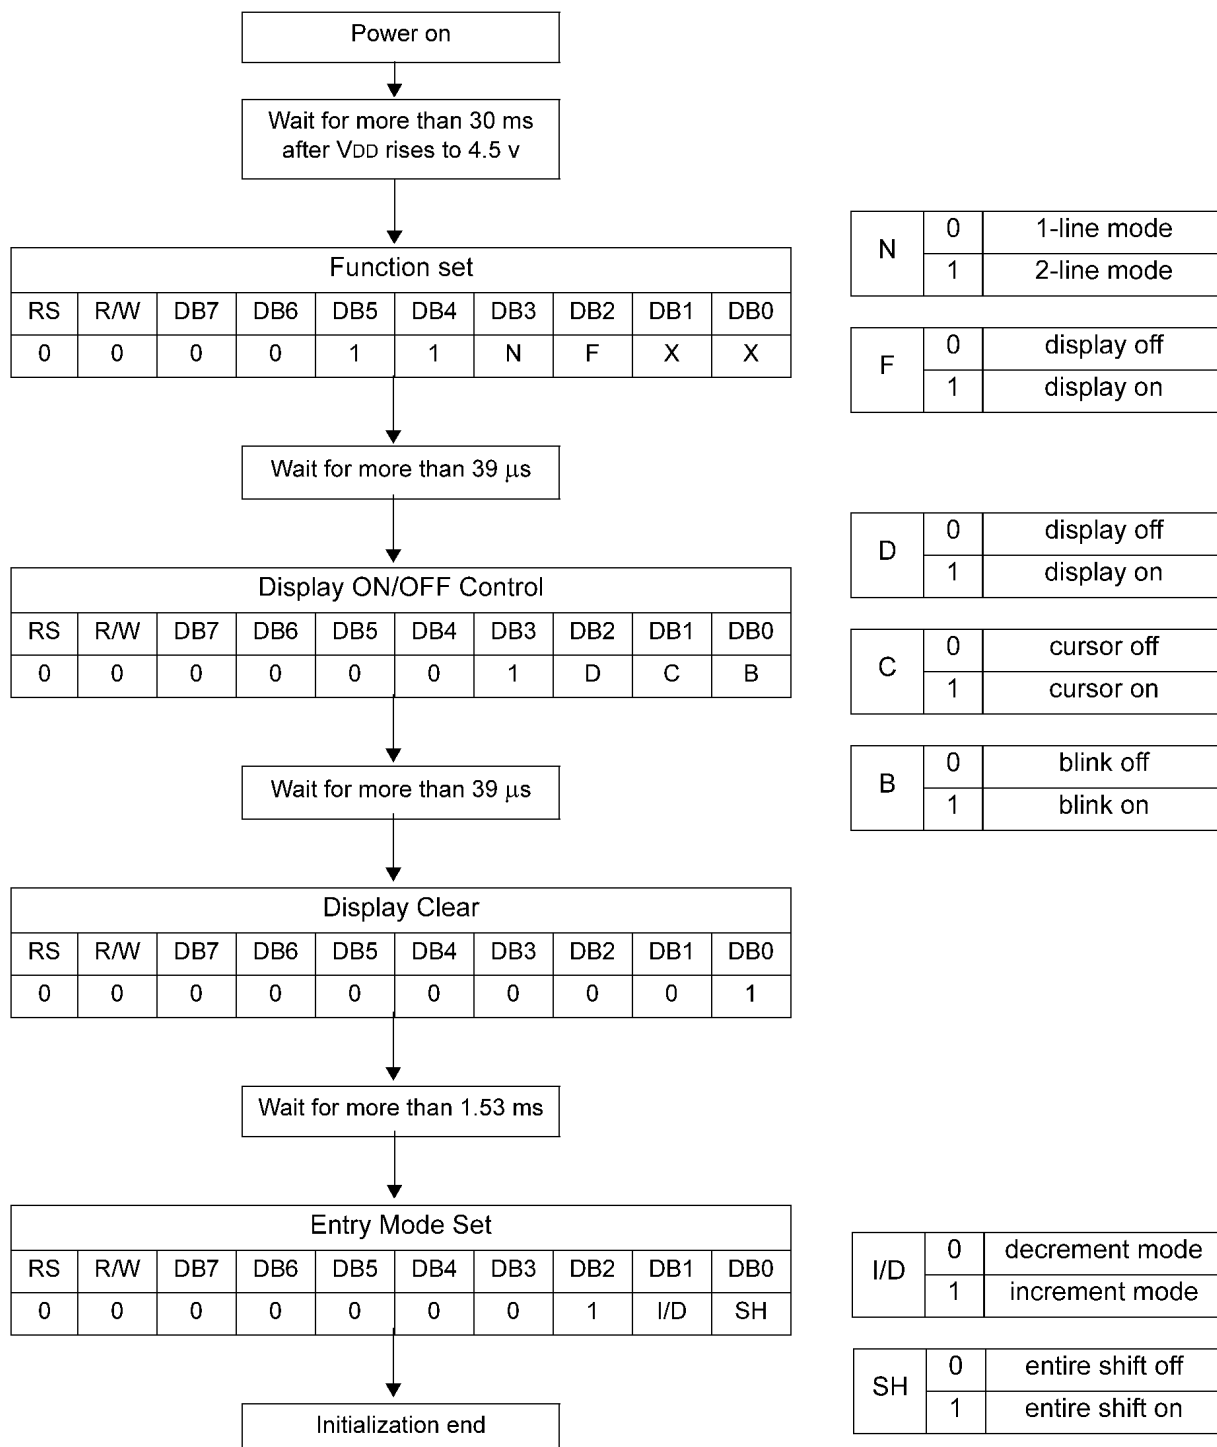 Power on
Wait for more than 30 ms
after VDD rises to 4.5 v
Function set
RS R/W DB7 DB6 DB5 DB4 DB3 DB2 DB1 DB0
0 0 0 0 1 1 N F X X
N 0 1-line mode
1 2-line mode
F 0 display off
1 display on
Wait for more than 39 μs
Display ON/OFF Control
RS R/W DB7 DB6 DB5 DB4 DB3 DB2 DB1 DB0
0 0 0 0 0 0 1 D C B
D 0 display off
1 display on
C 0 cursor off
1 cursor on
B 0 blink off
1 blink on
Wait for more than 39 μs
Display Clear
RS R/W DB7 DB6 DB5 DB4 DB3 DB2 DB1 DB0
0 0 0 0 0 0 0 0 0 1
Wait for more than 1.53 ms
Entry Mode Set
RS R/W DB7 DB6 DB5 DB4 DB3 DB2 DB1 DB0
0 0 0 0 0 0 0 1 I/D SH
I/D 0 decrement mode
1 increment mode
SH 0 entire shift off
1 entire shift on
Initialization end